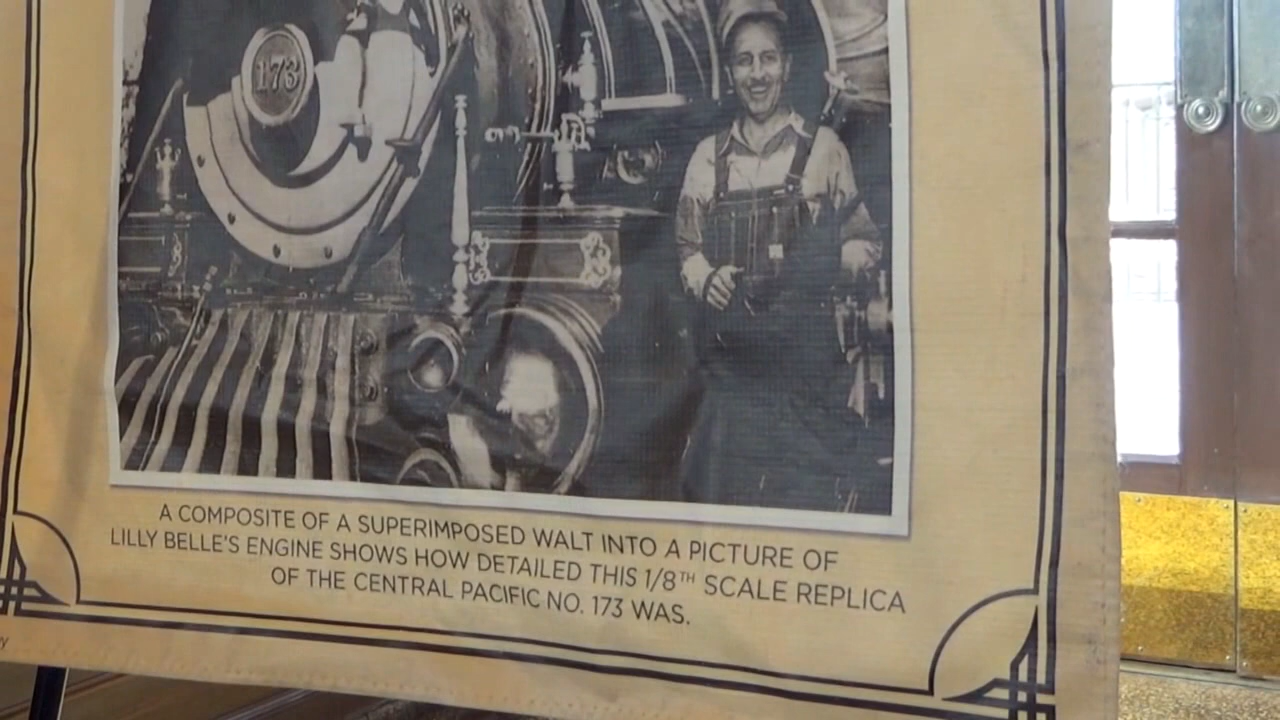 173
A COMPOSITE OF A SUPERIMPOSED WALT INTO A PICTURE OF
LILLY BELLE'S ENGINE SHOWS HOW DETAILED THIS 1/8TH SCALE REPLICA
OF THE CENTRAL PACIFIC NO. 173 WAS.